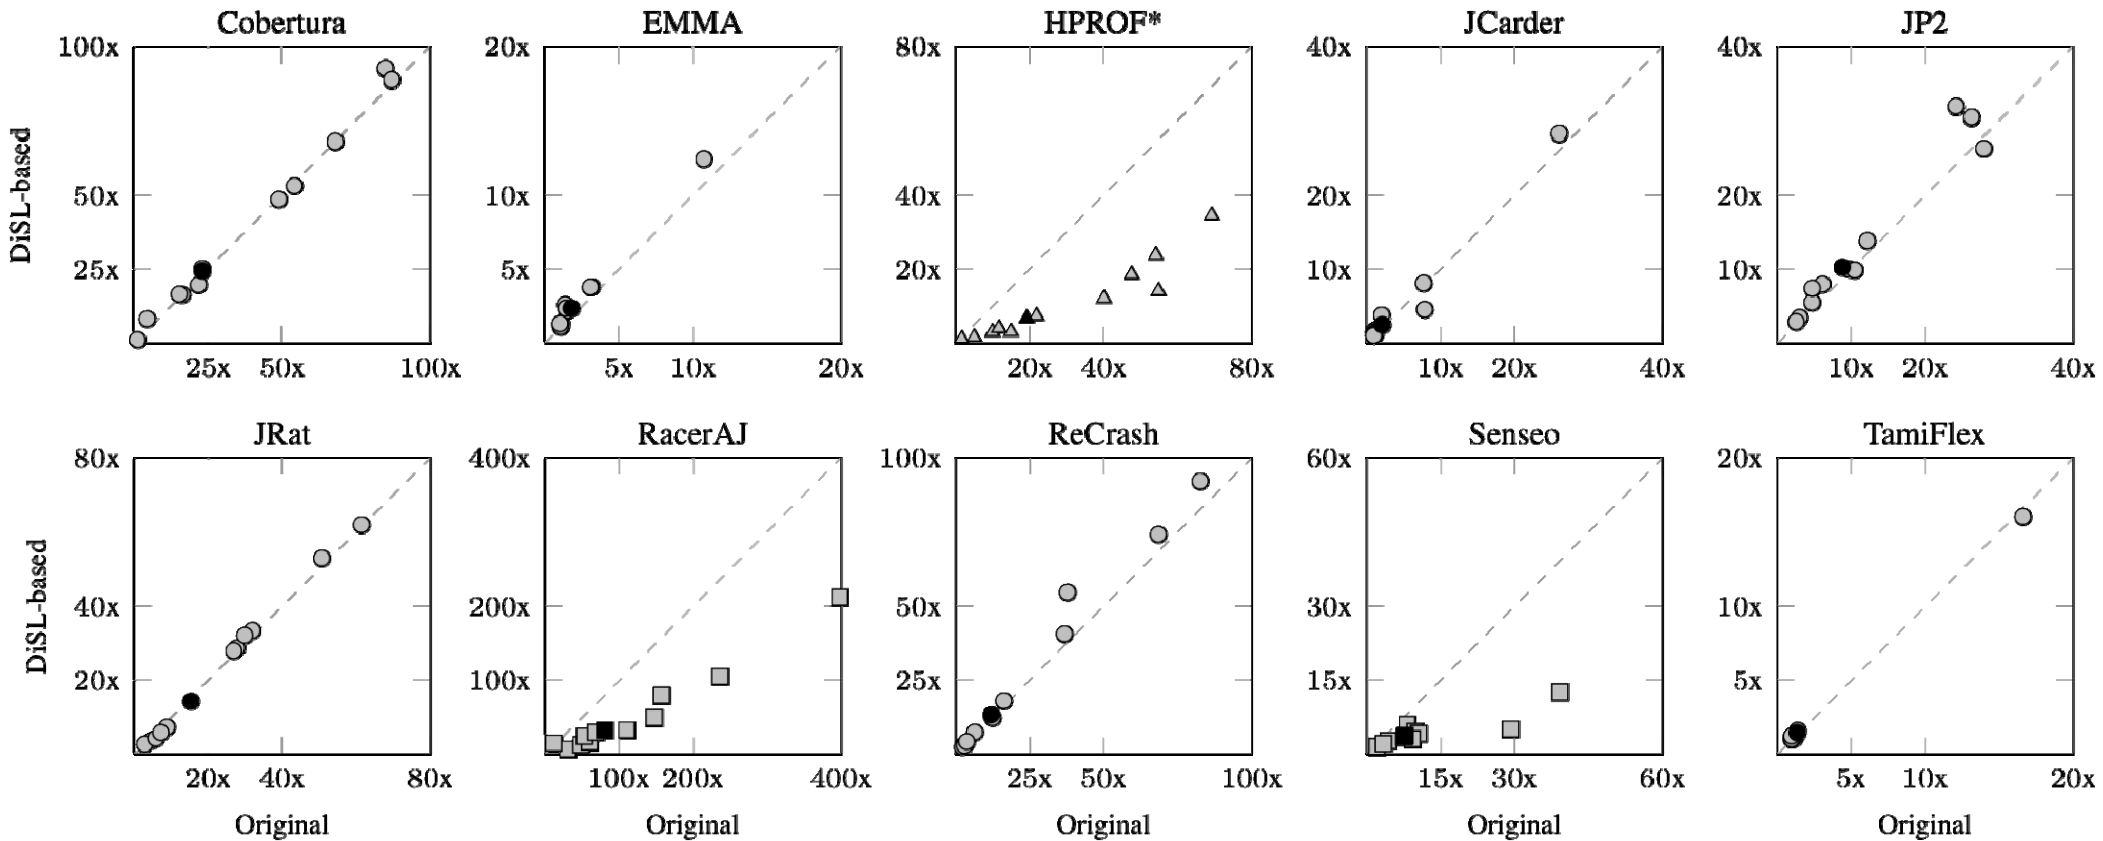 Cobertura EMMA HPROF* JCarder JP2
100x 20x 80x 40x 40x
DiSL-based
50x 10x 40x 20x 20x
25x 5x 20x 10x 10x
25x 50x 100x 5x 10x 20x 20x 40x 80x 10x 20x 40x 10x 20x 40x
JRat RacerAJ ReCrash Senseo TamiFlex
80x 400x 100x 60x 20x
DiSL-based
40x 200x 50x 30x 10x
20x 100x 25x 15x 5x
20x 40x 80x 100x 200x 400x 25x 50x 100x 15x 30x 60x 5x 10x 20x
Original Original Original Original Original